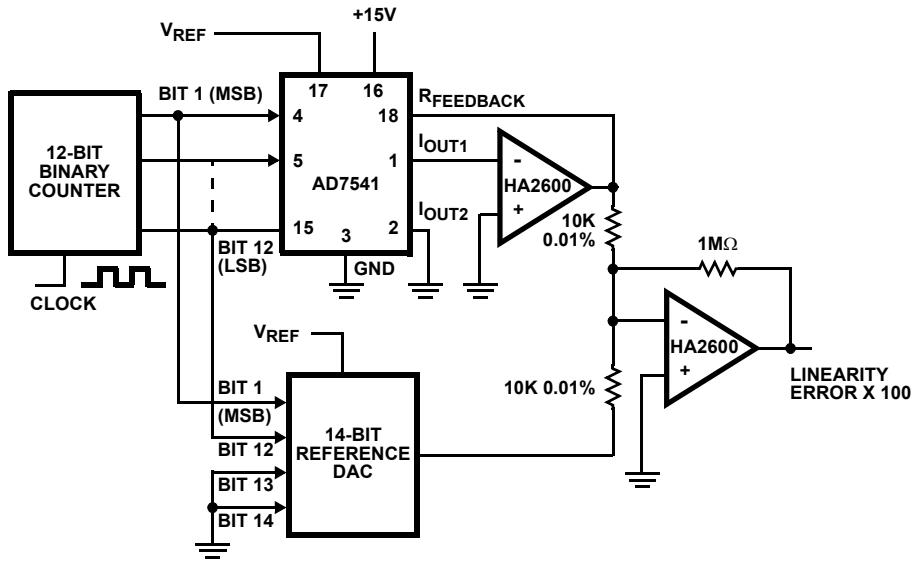 +15V
VREF
BIT 1 (MSB)
17
16
RFEEDBACK
4
18
12-BIT
BINARY
COUNTER
5
AD7541
1
IOUT1
-
HA2600
+
15
3
2
IOUT2
BIT 12
(LSB)
GND
CLOCK
10K
0.01%
1MΩ
-
HA2600
+
LINEARITY
ERROR X 100
VREF
10K 0.01%
BIT 1
(MSB)
BIT 12
BIT 13
BIT 14
14-BIT
REFERENCE
DAC